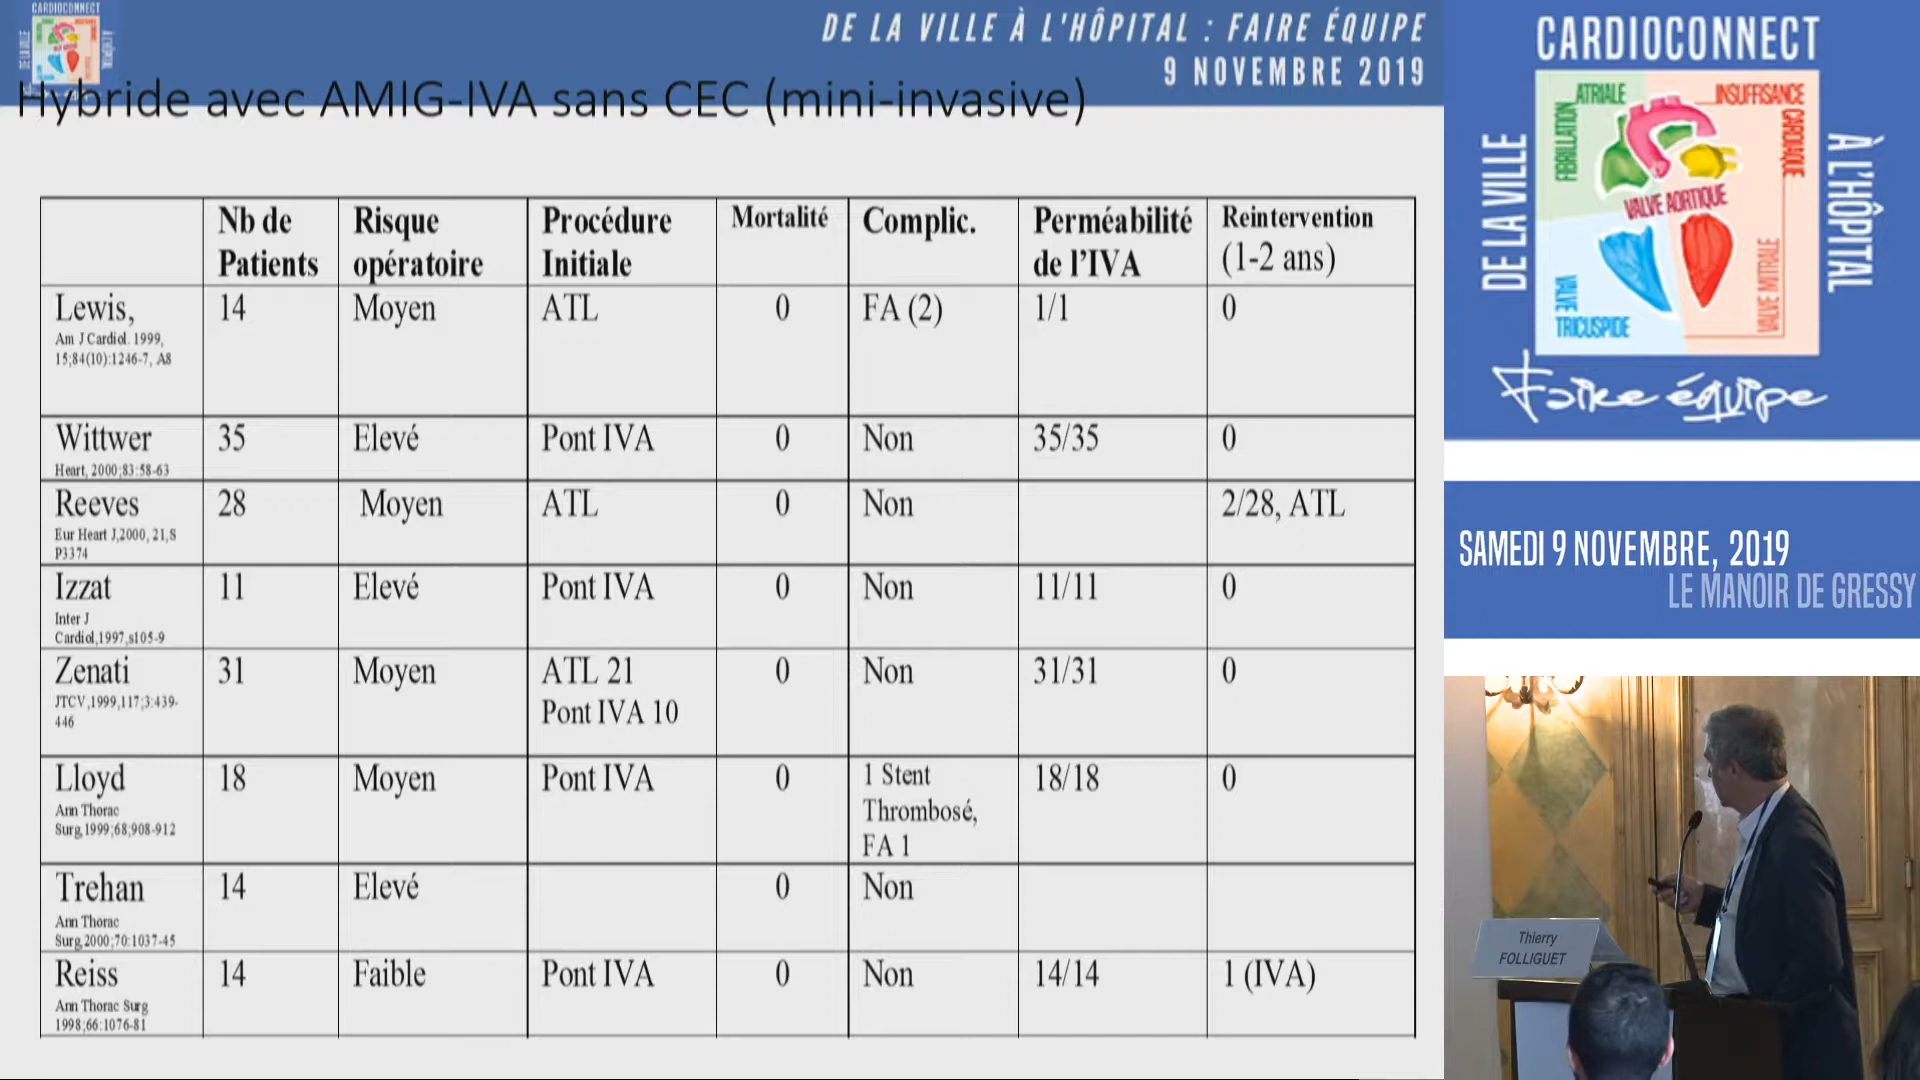 CARDIOCONNECT
DE LA VILLE
À L'HÔPITAL
DE LA VILLE À L'HÔPITAL : FAIRE ÉQUIPE
9 NOVEMBRE 2019
Hybride avec AMIG-IVA sans CEC (mini-invasive)
Nb de Patients
Risque opératoire
Procédure Initiale
Mortalité
Complic.
Perméabilité de l'IVA
Reintervention (1-2 ans)
Lewis, 14 Moyen ATL 0 FA (2) 1/1 0
Am J Cardiol. 1999,
15;84(10):1246-7, A8
Wittwer 35 Elevé Pont IVA 0 Non 35/35 0
Heart, 2000;83:58-63
Reeves 28 Moyen ATL 0 Non 2/28, ATL
Eur Heart J,2000, 21,S
P3374
Izzat 11 Elevé Pont IVA 0 Non 11/11 0
Inter J
Cardiol,1997,s105-9
Zenati 31 Moyen ATL 21 0 Non 31/31 0
Pont IVA 10
JTCV,1999,117;3:439-
446
Lloyd 18 Moyen Pont IVA 0 1 Stent 18/18 0
Thrombosé,
FA 1
Ann Thorac
Surg,1999;68;908-912
Trehan 14 Elevé 0 Non
Ann Thorac
Surg,2000;70:1037-45
Reiss 14 Faible Pont IVA 0 Non 14/14 1 (IVA)
Ann Thorac Surg
1998;66:1076-81
CARDIOCONNECT
DE LA VILLE
À L'HÔPITAL
FIBRILLATION
ATRIALE
INSUFFISANCE
CARDIAQUE
VALVE AORTIQUE
VALVE
TRICUSPIDE
VALVE MITRALE
Faire équipe
SAMEDI 9 NOVEMBRE, 2019
LE MANOIR DE GRESSY
Thierry
FOLLIGUET